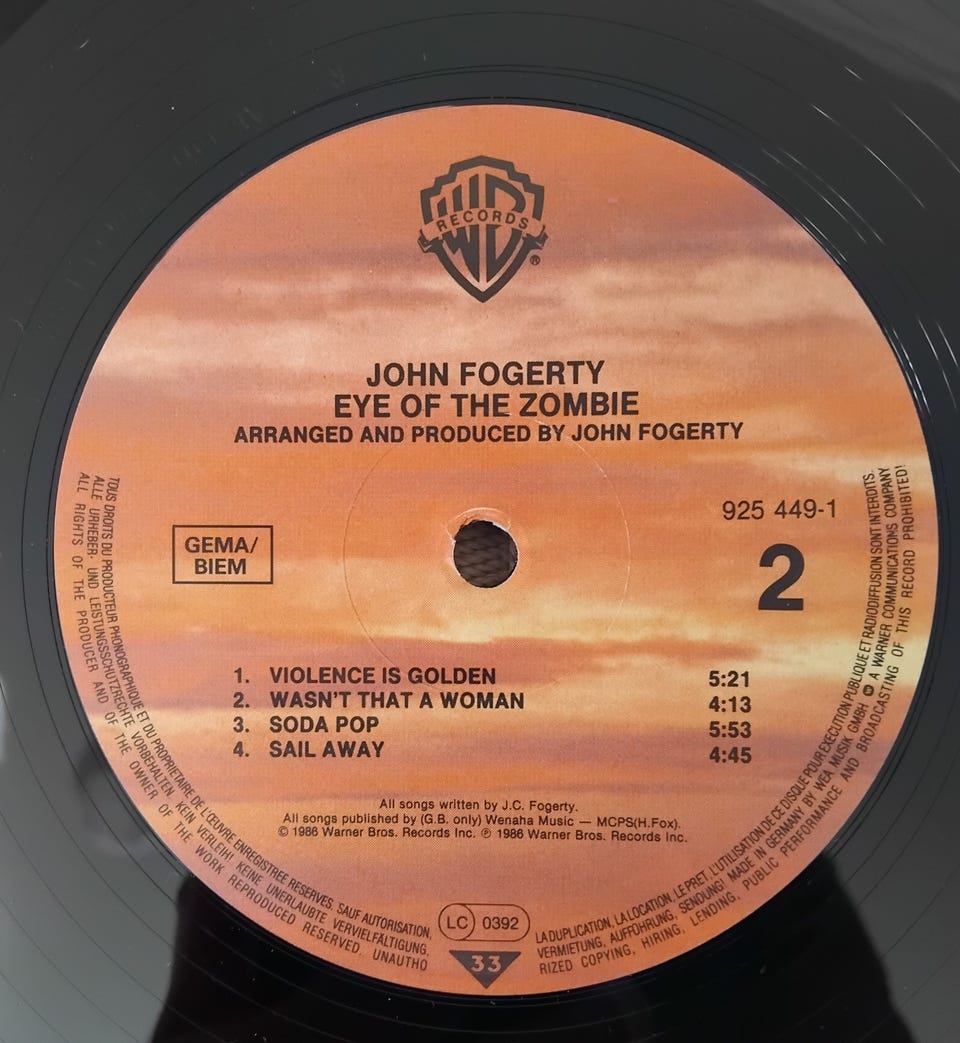 WB
RECORDS
®
JOHN FOGERTY
EYE OF THE ZOMBIE
ARRANGED AND PRODUCED BY JOHN FOGERTY
GEMA/
BIEM
925 449-1
2
1. VIOLENCE IS GOLDEN 5:21
2. WASN'T THAT A WOMAN 4:13
3. SODA POP 5:53
4. SAIL AWAY 4:45
All songs written by J.C. Fogerty.
All songs published by (G.B. only) Wenaha Music — MCPS(H.Fox).
© 1986 Warner Bros. Records Inc. ℗ 1986 Warner Bros. Records Inc.
LC 0392
33
TOUS DROITS DU PRODUCTEUR PHONOGRAPHIQUE ET DU PROPRIETAIRE DE L'ŒUVRE ENREGISTREE RESERVES. SAUF AUTORISATION,
LA DUPLICATION, LA LOCATION, LE PRET, L'UTILISATION DE CE DISQUE POUR EXECUTION PUBLIQUE ET RADIODIFFUSION SONT INTERDITS.
ALLE URHEBER- UND LEISTUNGSSCHUTZRECHTE VORBEHALTEN. KEIN VERLEIH! KEINE UNERLAUBTE VERVIELFÄLTIGUNG,
VERMIETUNG, AUFFÜHRUNG, SENDUNG! MADE IN GERMANY BY WEA MUSIK GMBH A WARNER COMMUNICATIONS COMPANY
ALL RIGHTS OF THE PRODUCER AND OF THE OWNER OF THE WORK REPRODUCED RESERVED. UNAUTHO
RIZED COPYING, HIRING, LENDING, PUBLIC PERFORMANCE AND BROADCASTING OF THIS RECORD PROHIBITED!